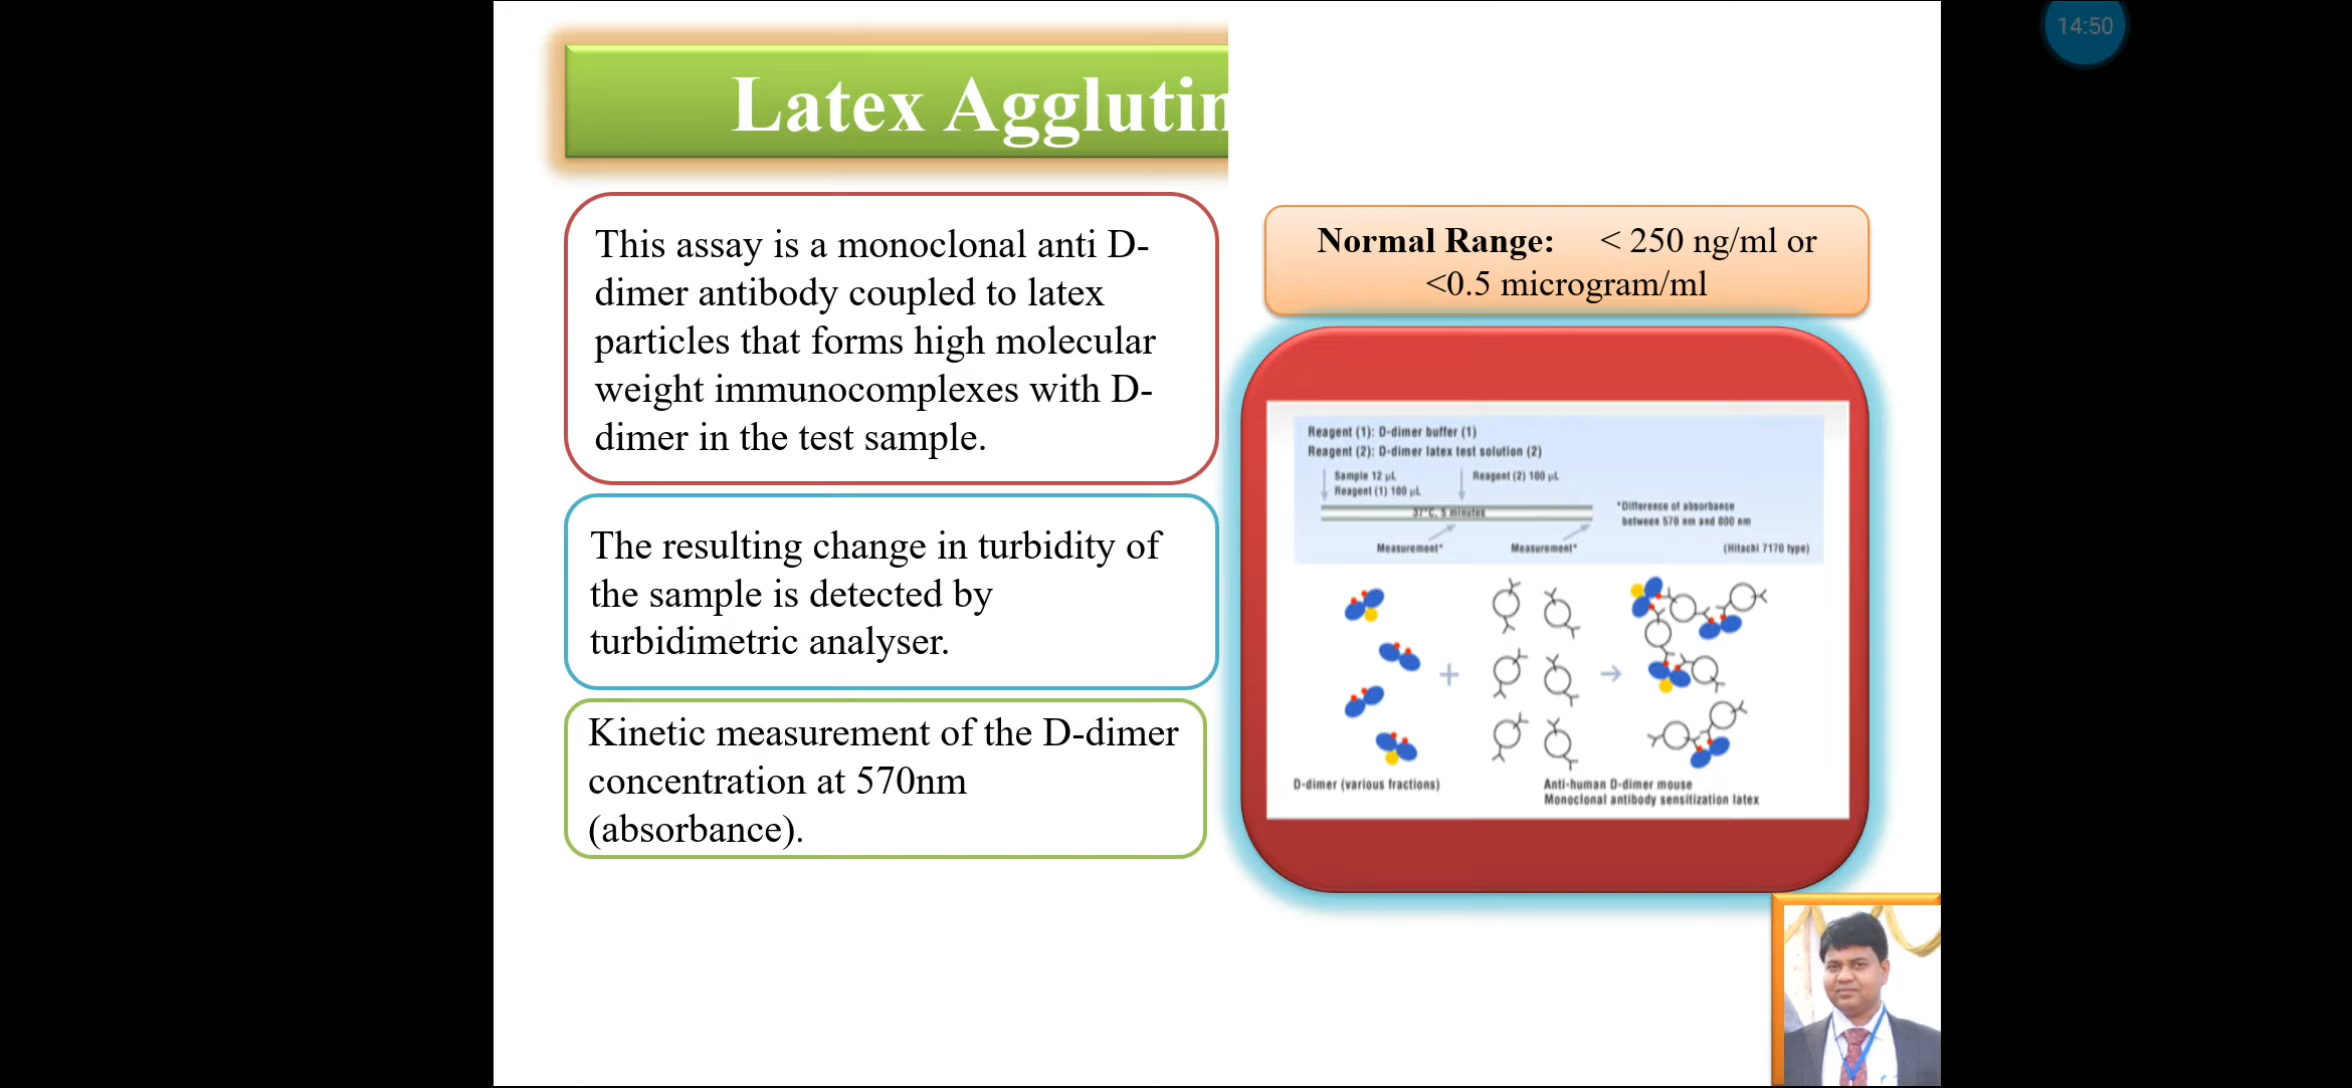 14:50
Latex Agglutin
This assay is a monoclonal anti D-
dimer antibody coupled to latex
particles that forms high molecular
weight immunocomplexes with D-
dimer in the test sample.
The resulting change in turbidity of
the sample is detected by
turbidimetric analyser.
Kinetic measurement of the D-dimer
concentration at 570nm
(absorbance).
Normal Range: < 250 ng/ml or
<0.5 microgram/ml
Reagent (1): D-dimer buffer (1)
Reagent (2): D-dimer latex test solution (2)
Sample 12 µL
Reagent (1) 100 µL
Reagent (2) 100 µL
37°C, 5 minutes
*Difference of absorbance
between 570 nm and 800 nm
Measurement*
Measurement*
(Hitachi 7170 type)
+
→
D-dimer (various fractions)
Anti-human D-dimer mouse
Monoclonal antibody sensitization latex